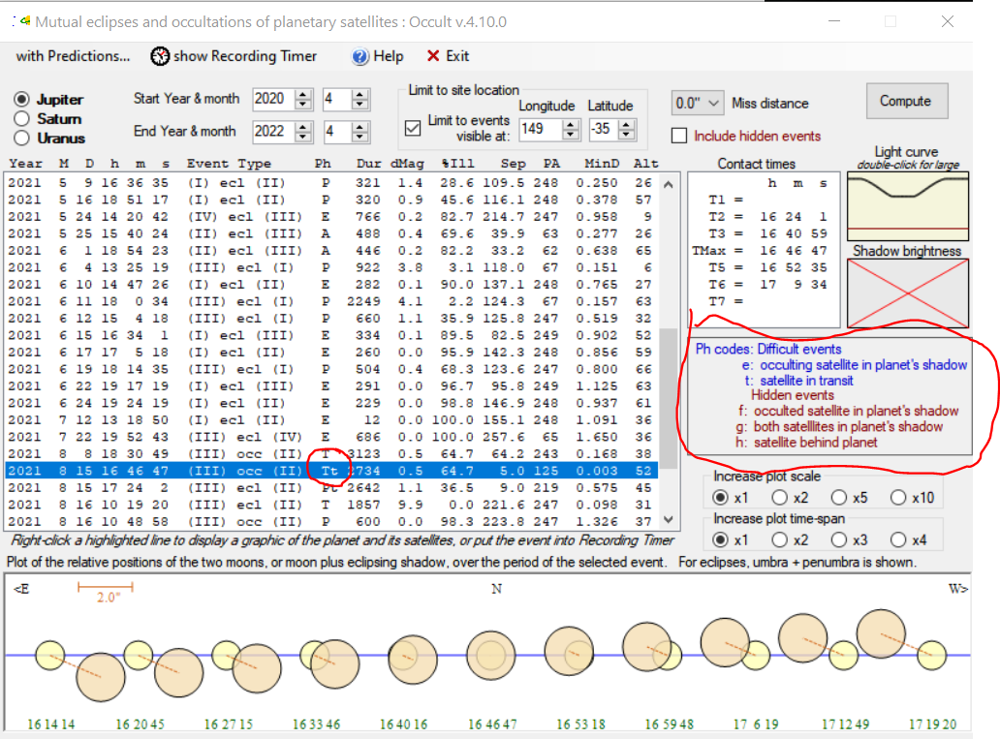 Mutual eclipses and occultations of planetary satellites : Occult v.4.10.0
with Predictions... show Recording Timer Help Exit
Jupiter
Saturn
Uranus
Start Year & month 2020 4
End Year & month 2022 4
Limit to site location
Longitude Latitude
Limit to events visible at: 149 -35
0.0" Miss distance
Include hidden events
Compute
Year M D h m s Event Type Ph Dur dMag %Ill Sep PA MinD Alt
2021 5 9 16 36 35 (I) ecl (II) P 321 1.4 28.6 109.5 248 0.250 26
2021 5 16 18 51 17 (I) ecl (II) P 320 0.9 45.6 116.1 248 0.378 57
2021 5 24 14 20 42 (IV) ecl (III) E 766 0.2 82.7 214.7 247 0.958 9
2021 5 25 15 40 24 (II) ecl (III) A 488 0.4 69.6 39.9 63 0.277 26
2021 6 1 18 54 23 (II) ecl (III) A 446 0.2 82.2 33.2 62 0.638 65
2021 6 4 13 25 19 (III) ecl (I) P 922 3.8 3.1 118.0 67 0.151 6
2021 6 10 14 47 26 (I) ecl (II) E 282 0.1 90.0 137.1 248 0.765 27
2021 6 11 18 0 34 (III) ecl (I) P 2249 4.1 2.2 124.3 67 0.157 63
2021 6 12 15 4 18 (III) ecl (I) P 660 1.1 35.9 125.8 247 0.519 32
2021 6 15 16 34 1 (I) ecl (III) E 334 0.1 89.5 82.5 249 0.902 52
2021 6 17 17 5 18 (I) ecl (II) E 260 0.0 95.9 142.3 248 0.856 59
2021 6 19 18 14 35 (III) ecl (I) P 504 0.4 68.3 123.6 247 0.800 66
2021 6 22 18 17 19 (I) ecl (III) E 291 0.0 96.7 95.8 249 1.125 63
2021 6 24 19 24 19 (I) ecl (II) E 229 0.0 98.8 146.9 248 0.937 61
2021 7 12 13 18 50 (I) ecl (II) E 12 0.0 100.0 155.1 248 1.091 36
2021 7 22 19 52 43 (III) ecl (IV) E 686 0.0 100.0 257.6 65 1.650 36
2021 8 8 18 30 49 (III) occ (II) T 3123 0.5 64.7 64.2 243 0.168 38
2021 8 15 16 46 47 (III) occ (II) Tt 2734 0.5 64.7 5.0 125 0.003 52
2021 8 15 17 24 2 (III) ecl (II) Pt 2642 1.1 36.5 9.0 219 0.575 45
2021 8 16 10 19 20 (III) ecl (II) T 1857 9.9 0.0 221.6 247 0.098 31
2021 8 16 10 48 58 (III) occ (II) P 600 0.0 98.3 223.8 247 1.326 37
Contact times
h m s
T1 =
T2 = 16 24 1
T3 = 16 40 59
TMax = 16 46 47
T5 = 16 52 35
T6 = 17 9 34
T7 =
Light curve
double-click for large
Shadow brightness
Ph codes: Difficult events
e: occulting satellite in planet's shadow
t: satellite in transit
Hidden events
f: occulted satellite in planet's shadow
g: both satelllites in planet's shadow
h: satellite behind planet
Increase plot scale
x1 x2 x5 x10
Increase plot time-span
x1 x2 x3 x4
Right-click a highlighted line to display a graphic of the planet and its satellites, or put the event into Recording Timer
Plot of the relative positions of the two moons, or moon plus eclipsing shadow, over the period of the selected event. For eclipses, umbra + penumbra is shown.
<E N W>
2.0"
16 14 14 16 20 45 16 27 15 16 33 46 16 40 16 16 46 47 16 53 18 16 59 48 17 6 19 17 12 49 17 19 20